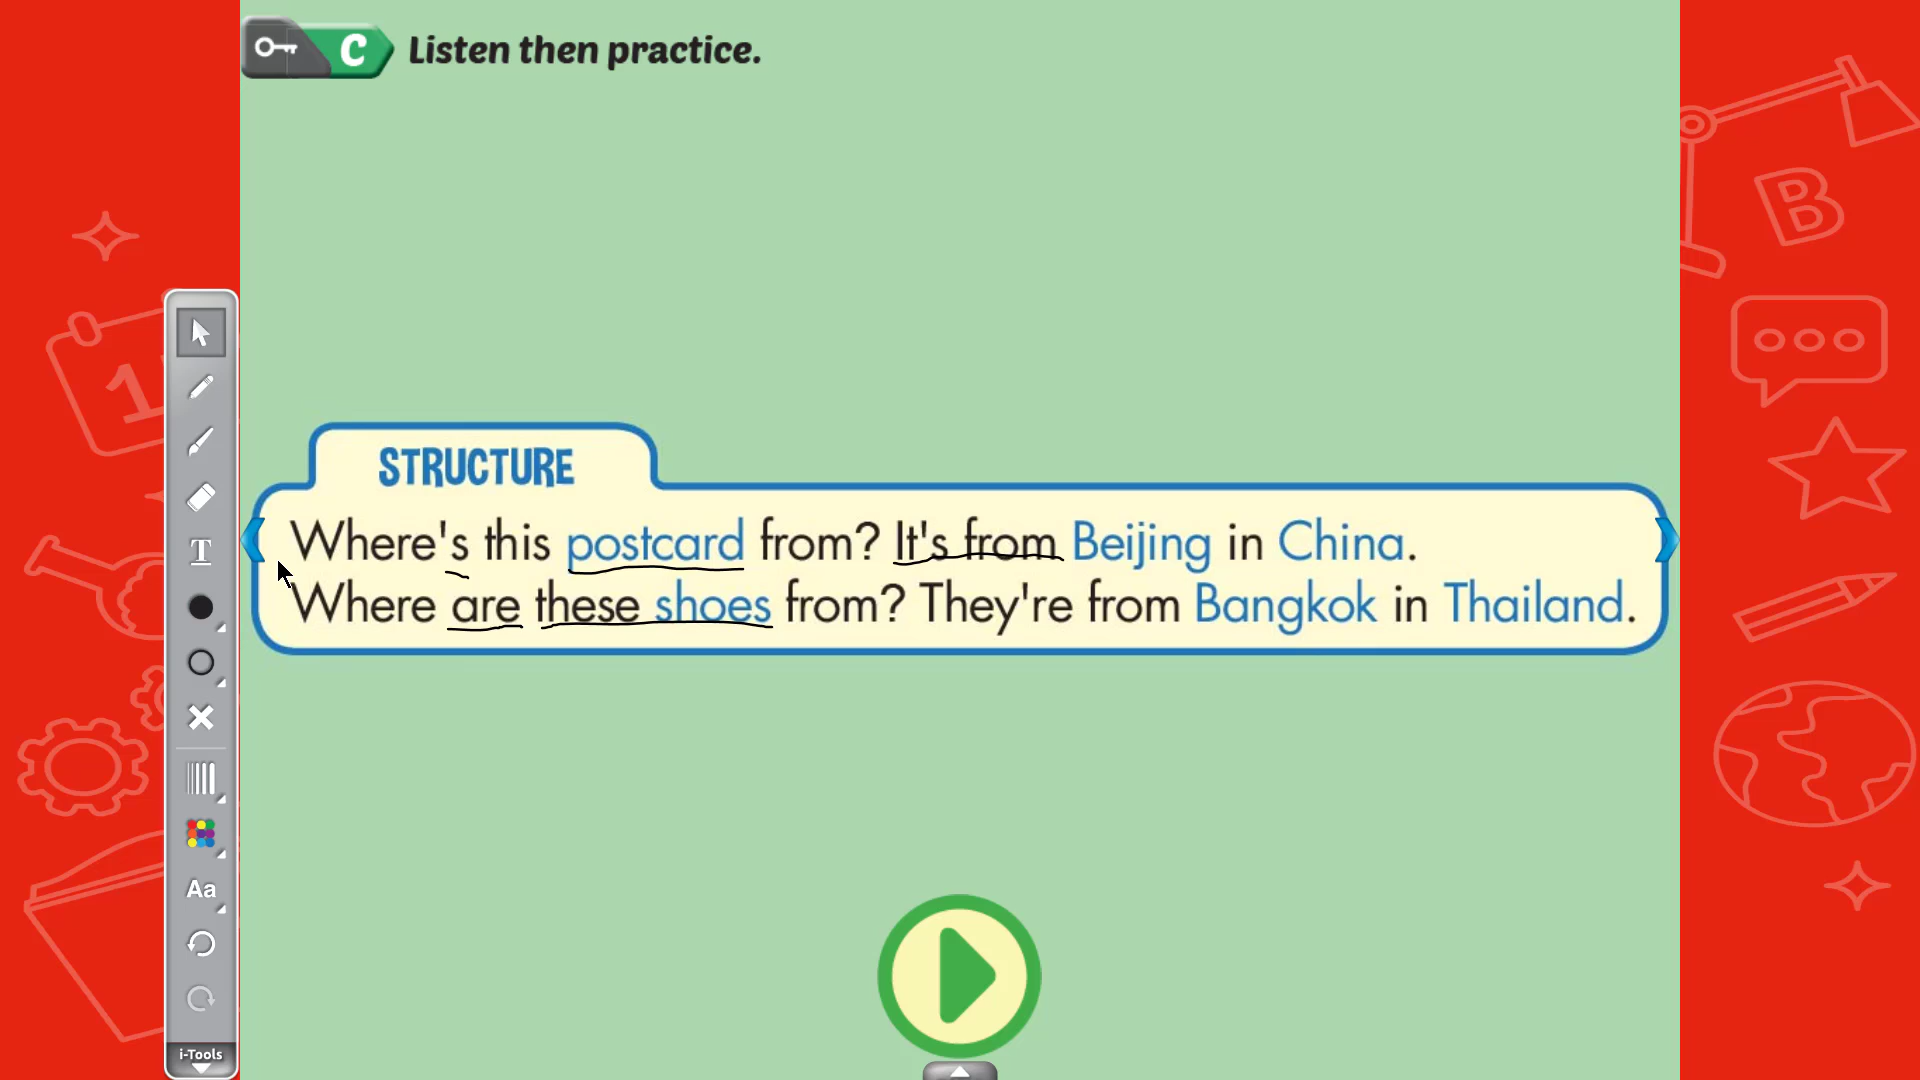 C Listen then practice.
STRUCTURE
Where's this postcard from? It's from Beijing in China.
Where are these shoes from? They're from Bangkok in Thailand.
T
Aa
i-Tools
1
B